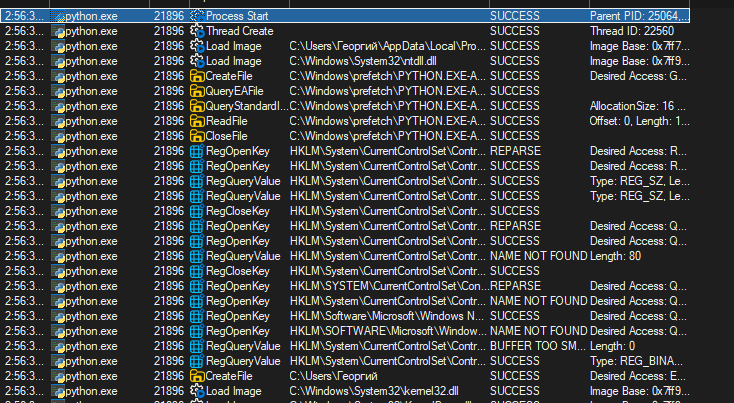 2:56:3... python.exe 21896 Process Start SUCCESS Parent PID: 25064,...
2:56:3... python.exe 21896 Thread Create SUCCESS Thread ID: 22560
2:56:3... python.exe 21896 Load Image C:\Users\Георгий\AppData\Local\Pro... SUCCESS Image Base: 0x7ff7...
2:56:3... python.exe 21896 Load Image C:\Windows\System32\ntdll.dll SUCCESS Image Base: 0x7ff9...
2:56:3... python.exe 21896 CreateFile C:\Windows\prefetch\PYTHON.EXE-A... SUCCESS Desired Access: G...
2:56:3... python.exe 21896 QueryEAFile C:\Windows\prefetch\PYTHON.EXE-A... SUCCESS
2:56:3... python.exe 21896 QueryStandardI... C:\Windows\prefetch\PYTHON.EXE-A... SUCCESS AllocationSize: 16 ...
2:56:3... python.exe 21896 ReadFile C:\Windows\prefetch\PYTHON.EXE-A... SUCCESS Offset: 0, Length: 1...
2:56:3... python.exe 21896 CloseFile C:\Windows\prefetch\PYTHON.EXE-A... SUCCESS
2:56:3... python.exe 21896 RegOpenKey HKLM\System\CurrentControlSet\Contr... REPARSE Desired Access: R...
2:56:3... python.exe 21896 RegOpenKey HKLM\System\CurrentControlSet\Contr... SUCCESS Desired Access: R...
2:56:3... python.exe 21896 RegQueryValue HKLM\System\CurrentControlSet\Contr... SUCCESS Type: REG_SZ, Le...
2:56:3... python.exe 21896 RegQueryValue HKLM\System\CurrentControlSet\Contr... SUCCESS Type: REG_SZ, Le...
2:56:3... python.exe 21896 RegCloseKey HKLM\System\CurrentControlSet\Contr... SUCCESS
2:56:3... python.exe 21896 RegOpenKey HKLM\System\CurrentControlSet\Contr... REPARSE Desired Access: Q...
2:56:3... python.exe 21896 RegOpenKey HKLM\System\CurrentControlSet\Contr... SUCCESS Desired Access: Q...
2:56:3... python.exe 21896 RegQueryValue HKLM\System\CurrentControlSet\Contr... NAME NOT FOUND Length: 80
2:56:3... python.exe 21896 RegCloseKey HKLM\System\CurrentControlSet\Contr... SUCCESS
2:56:3... python.exe 21896 RegOpenKey HKLM\SYSTEM\CurrentControlSet\Con... REPARSE Desired Access: Q...
2:56:3... python.exe 21896 RegOpenKey HKLM\System\CurrentControlSet\Contr... NAME NOT FOUND Desired Access: Q...
2:56:3... python.exe 21896 RegOpenKey HKLM\Software\Microsoft\Windows N... SUCCESS Desired Access: Q...
2:56:3... python.exe 21896 RegOpenKey HKLM\SOFTWARE\Microsoft\Window... NAME NOT FOUND Desired Access: Q...
2:56:3... python.exe 21896 RegQueryValue HKLM\System\CurrentControlSet\Contr... BUFFER TOO SM... Length: 0
2:56:3... python.exe 21896 RegQueryValue HKLM\System\CurrentControlSet\Contr... SUCCESS Type: REG_BINA...
2:56:3... python.exe 21896 CreateFile C:\Users\Георгий SUCCESS Desired Access: E...
2:56:3... python.exe 21896 Load Image C:\Windows\System32\kernel32.dll SUCCESS Image Base: 0x7ff9...